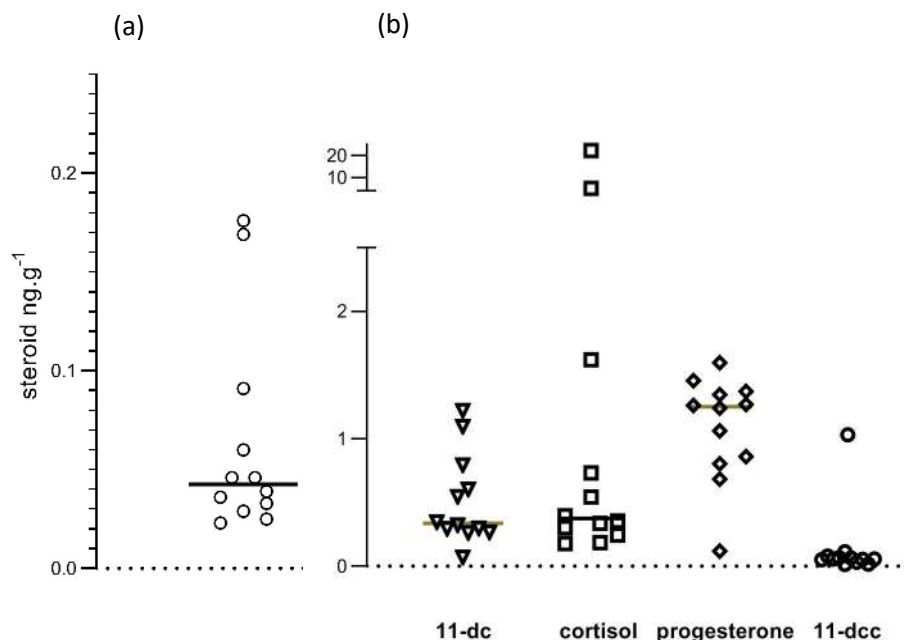 (a) (b)
20
10
0.2
2
0.1
1
0.0
0
steroid ng.g⁻¹
11-dc cortisol progesterone 11-dcc